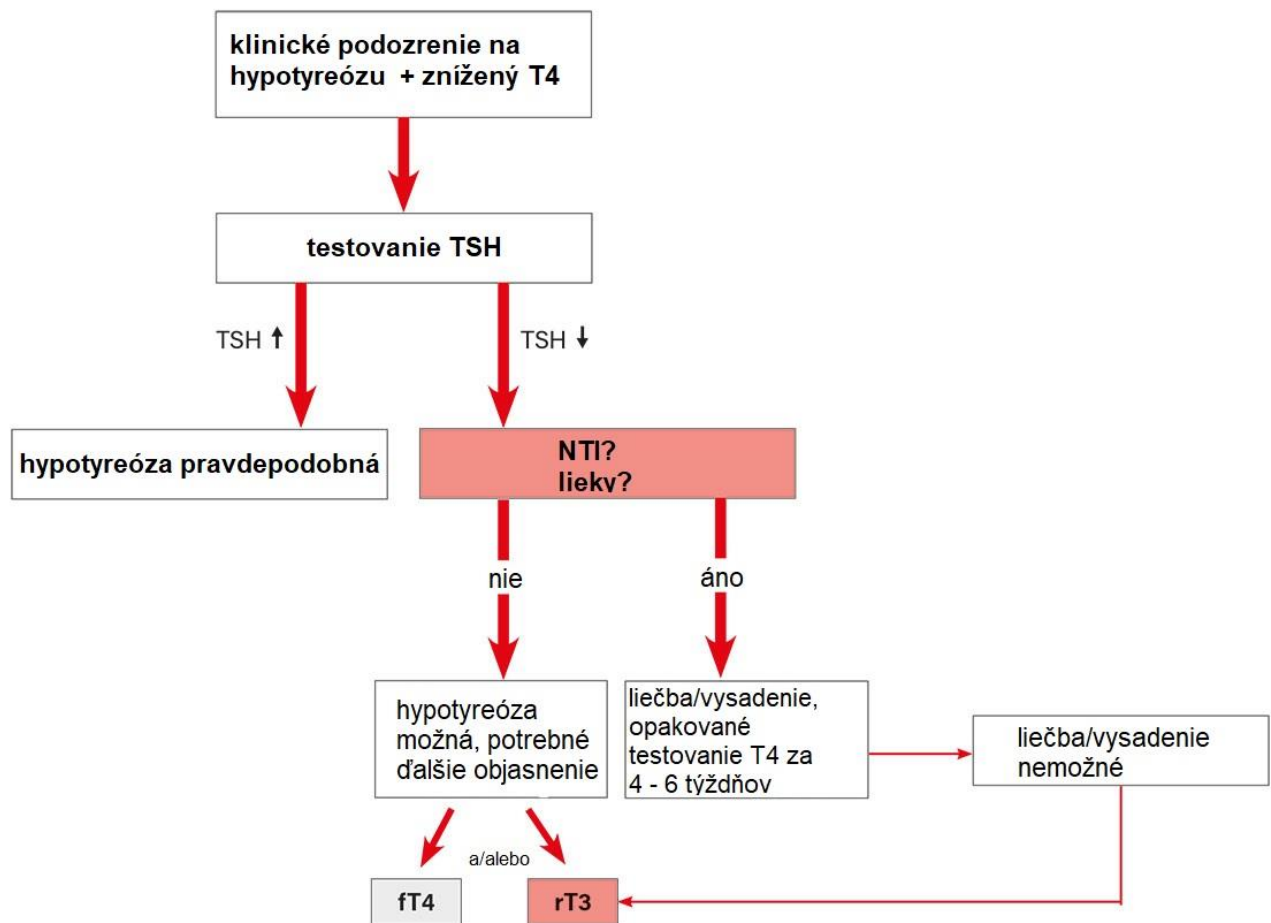 klinické podozrenie na
hypotyreózu + znížený T4
testovanie TSH
TSH ↑
TSH ↓
hypotyreóza pravdepodobná
NTI?
lieky?
nie
áno
hypotyreóza
možná, potrebné
ďalšie objasnenie
liečba/vysadenie,
opakované
testovanie T4 za
4 - 6 týždňov
liečba/vysadenie
nemožné
a/alebo
fT4
rT3